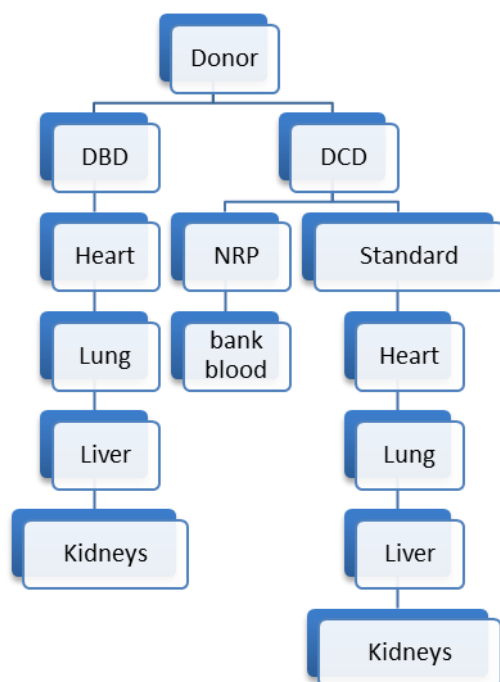 Donor
DBD
DCD
Heart
NRP
Standard
Lung
bank
blood
Heart
Liver
Lung
Kidneys
Liver
Kidneys